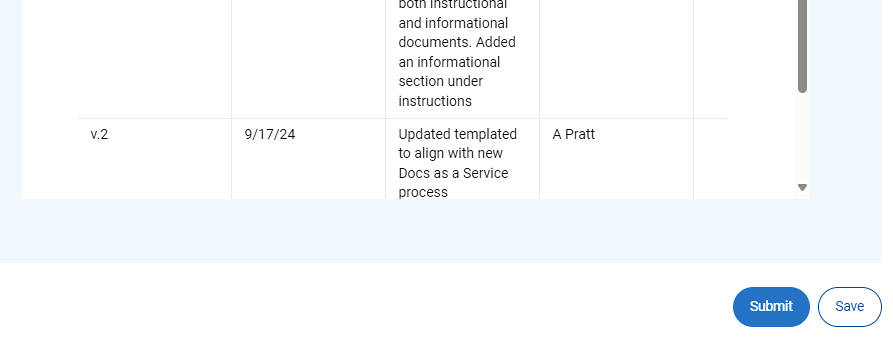 both instructional
and informational
documents. Added
an informational
section under
instructions
v.2
9/17/24
Updated templated
to align with new
Docs as a Service
process
A Pratt
Submit
Save